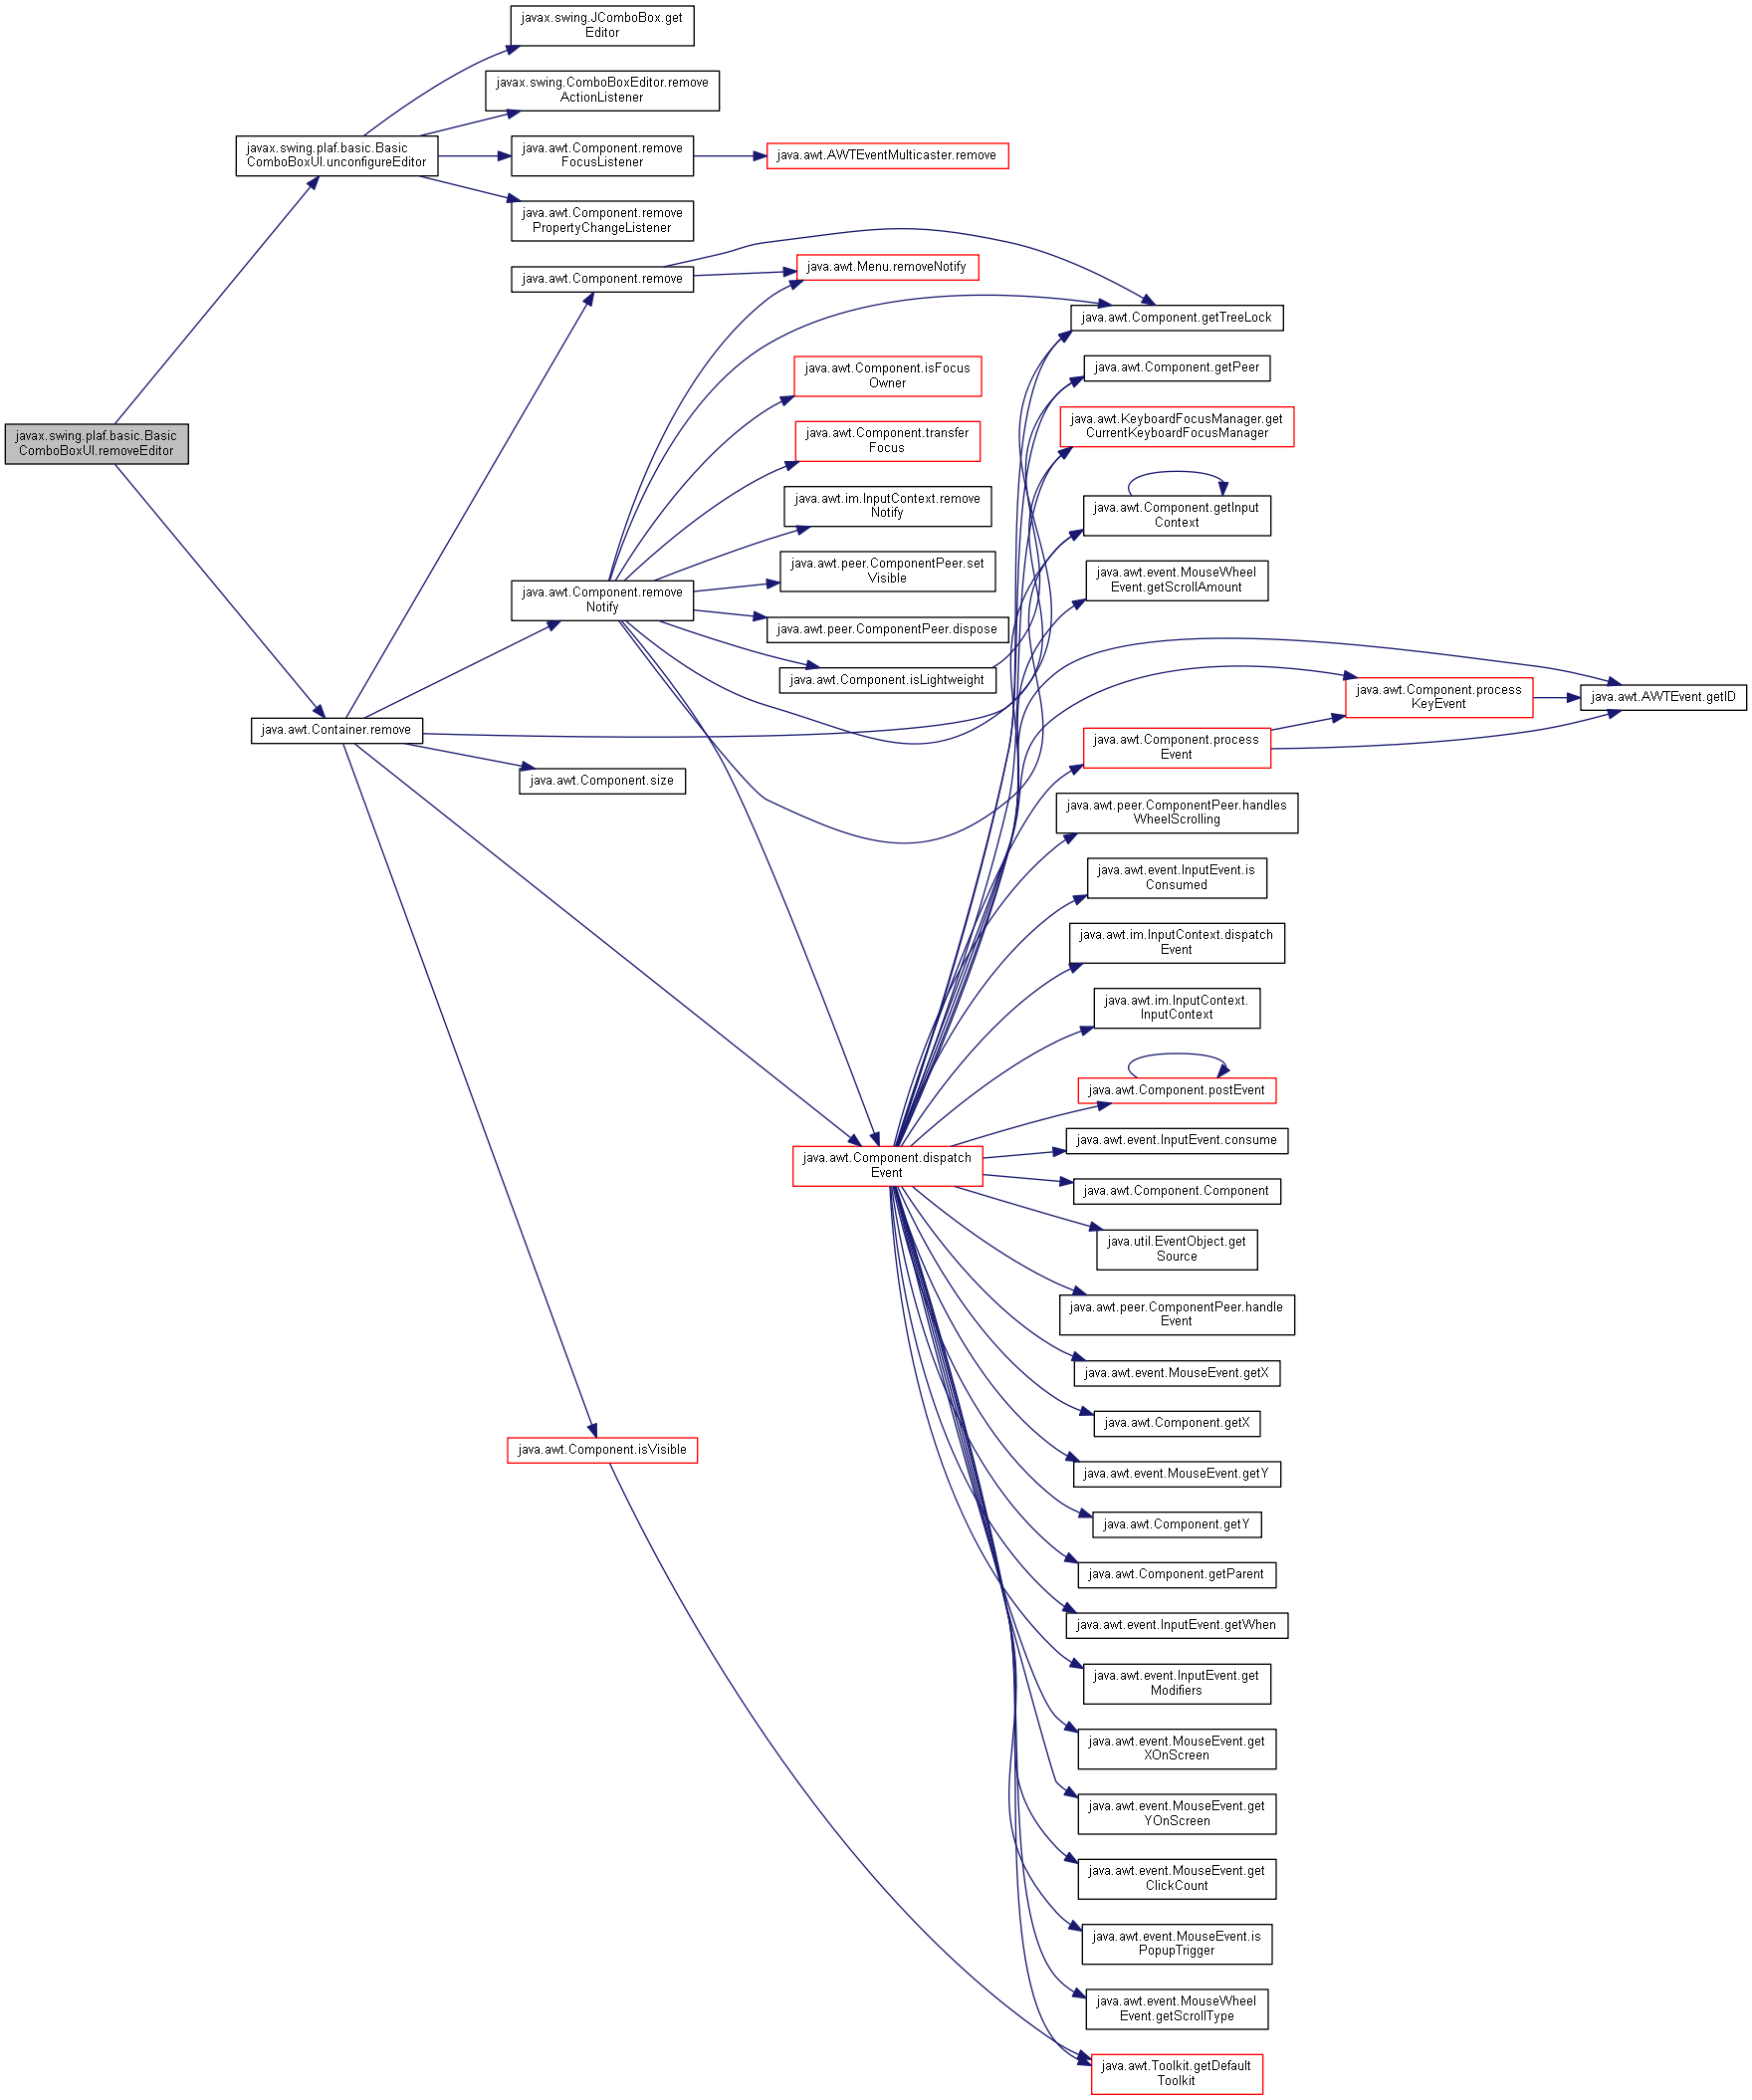 javax.swing.JComboBox.get
Editor
javax.swing.ComboBoxEditor.remove
ActionListener
javax.swing.plaf.basic.Basic
ComboBoxUI.unconfigureEditor
java.awt.Component.remove
FocusListener
java.awt.AWTEventMulticaster.remove
java.awt.Component.remove
PropertyChangeListener
java.awt.Component.remove
java.awt.Menu.removeNotify
java.awt.Component.getTreeLock
java.awt.Component.isFocus
Owner
java.awt.Component.getPeer
javax.swing.plaf.basic.Basic
ComboBoxUI.removeEditor
java.awt.Component.transfer
Focus
java.awt.KeyboardFocusManager.get
CurrentKeyboardFocusManager
java.awt.im.InputContext.remove
Notify
java.awt.Component.getInput
Context
java.awt.peer.ComponentPeer.set
Visible
java.awt.event.MouseWheel
Event.getScrollAmount
java.awt.Component.remove
Notify
java.awt.peer.ComponentPeer.dispose
java.awt.Component.isLightweight
java.awt.Component.process
KeyEvent
java.awt.AWTEvent.getID
java.awt.Container.remove
java.awt.Component.process
Event
java.awt.Component.size
java.awt.peer.ComponentPeer.handles
WheelScrolling
java.awt.event.InputEvent.is
Consumed
java.awt.im.InputContext.dispatch
Event
java.awt.im.InputContext.
InputContext
java.awt.Component.postEvent
java.awt.event.InputEvent.consume
java.awt.Component.dispatch
Event
java.awt.Component.Component
java.util.EventObject.get
Source
java.awt.peer.ComponentPeer.handle
Event
java.awt.event.MouseEvent.getX
java.awt.Component.getX
java.awt.Component.isVisible
java.awt.event.MouseEvent.getY
java.awt.Component.getY
java.awt.Component.getParent
java.awt.event.InputEvent.getWhen
java.awt.event.InputEvent.get
Modifiers
java.awt.event.MouseEvent.get
XOnScreen
java.awt.event.MouseEvent.get
YOnScreen
java.awt.event.MouseEvent.get
ClickCount
java.awt.event.MouseEvent.is
PopupTrigger
java.awt.event.MouseWheel
Event.getScrollType
java.awt.Toolkit.getDefault
Toolkit